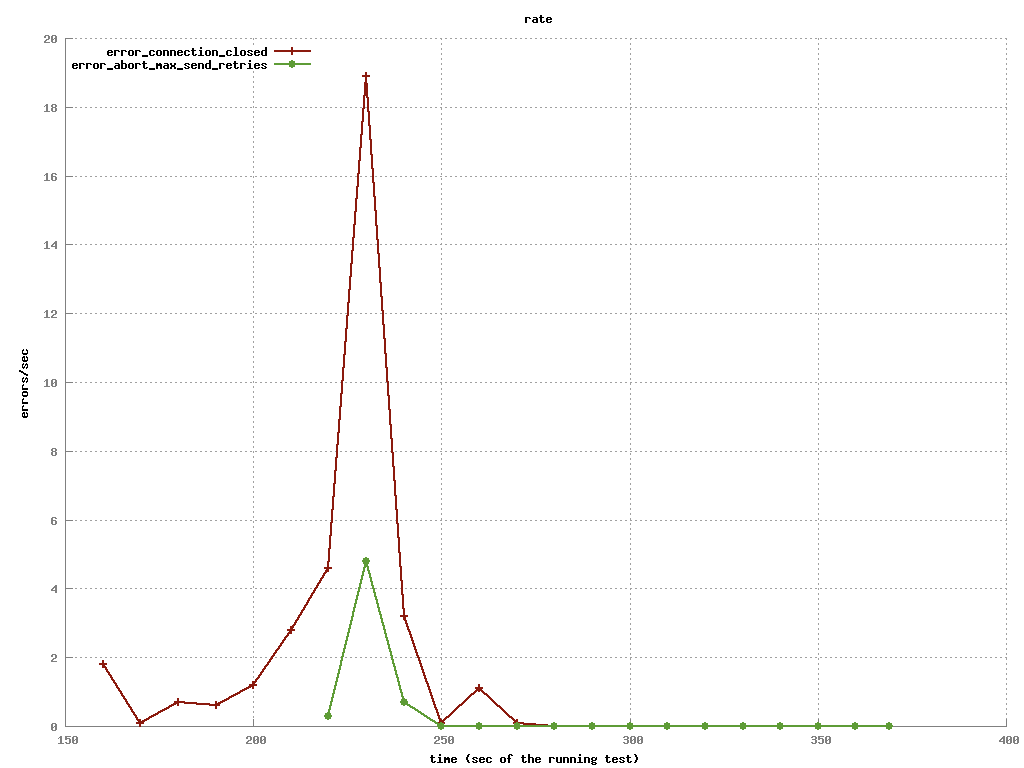 rate
error_connection_closed
error_abort_max_send_retries
20
18
16
14
12
10
8
6
4
2
0
errors/sec
150 200 250 300 350 400
time (sec of the running test)